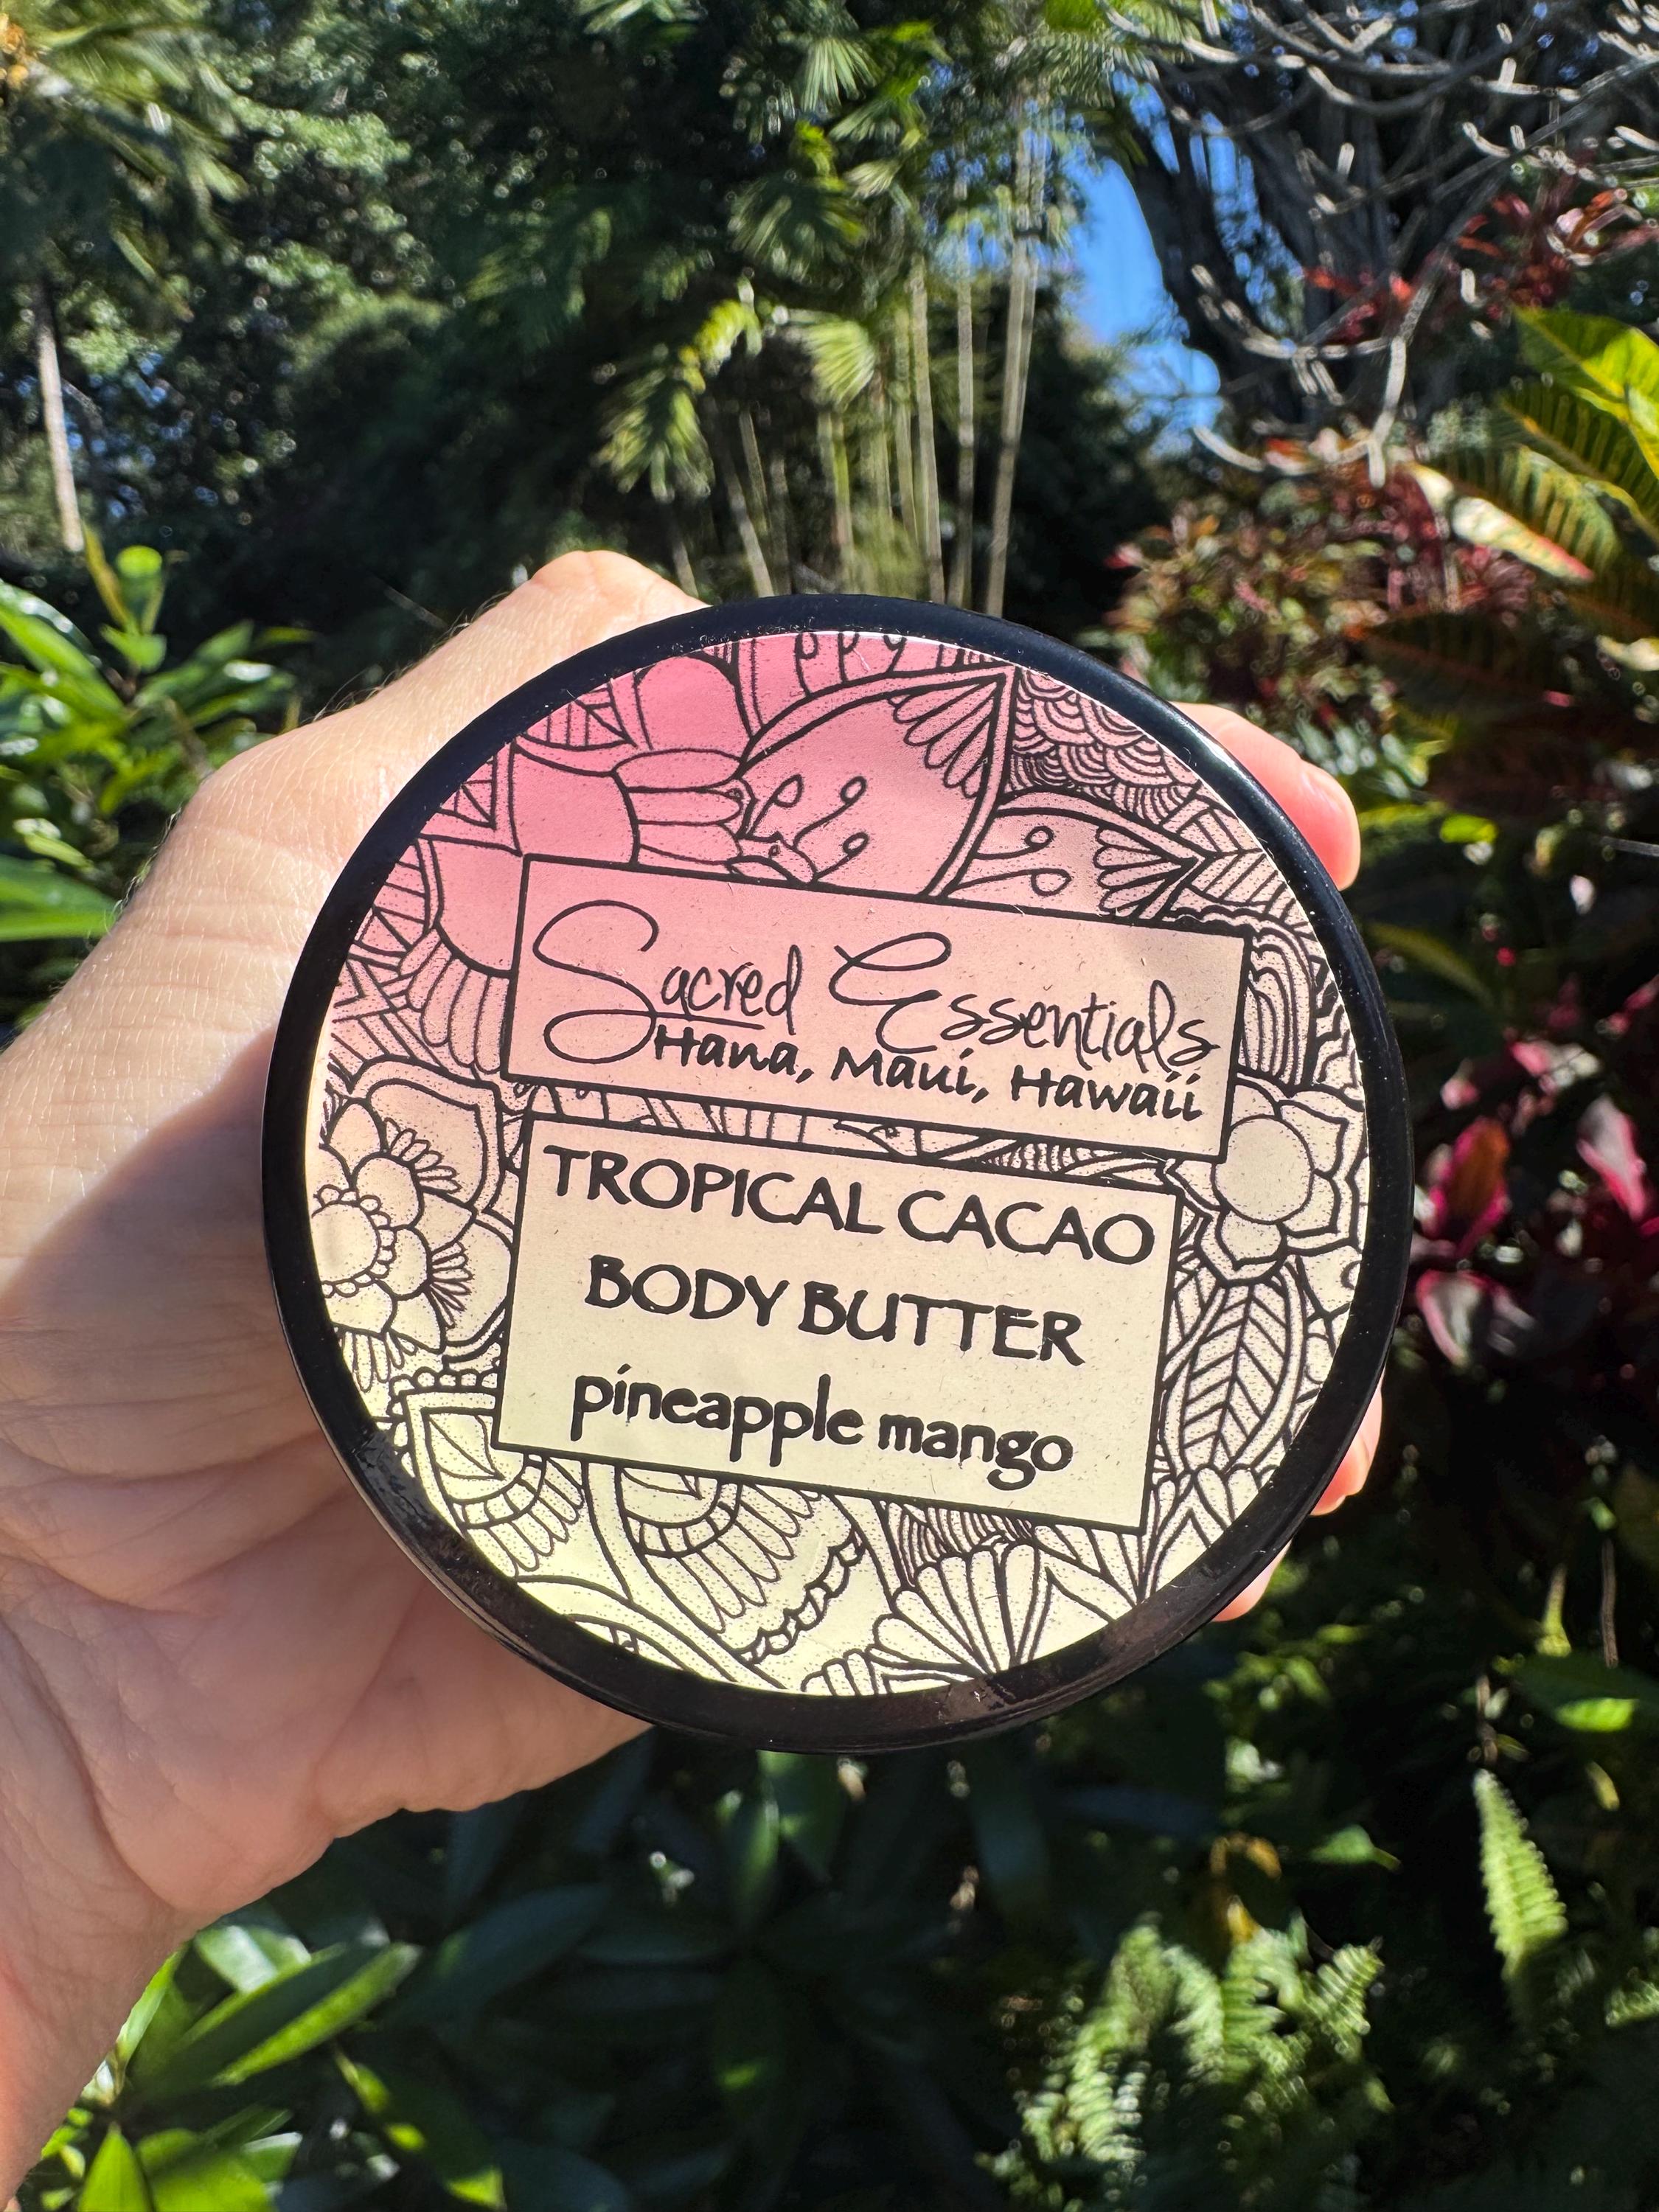 Sacred Essentials
Hana, Maui, Hawaii
TROPICAL CACAO
BODY BUTTER
pineapple mango